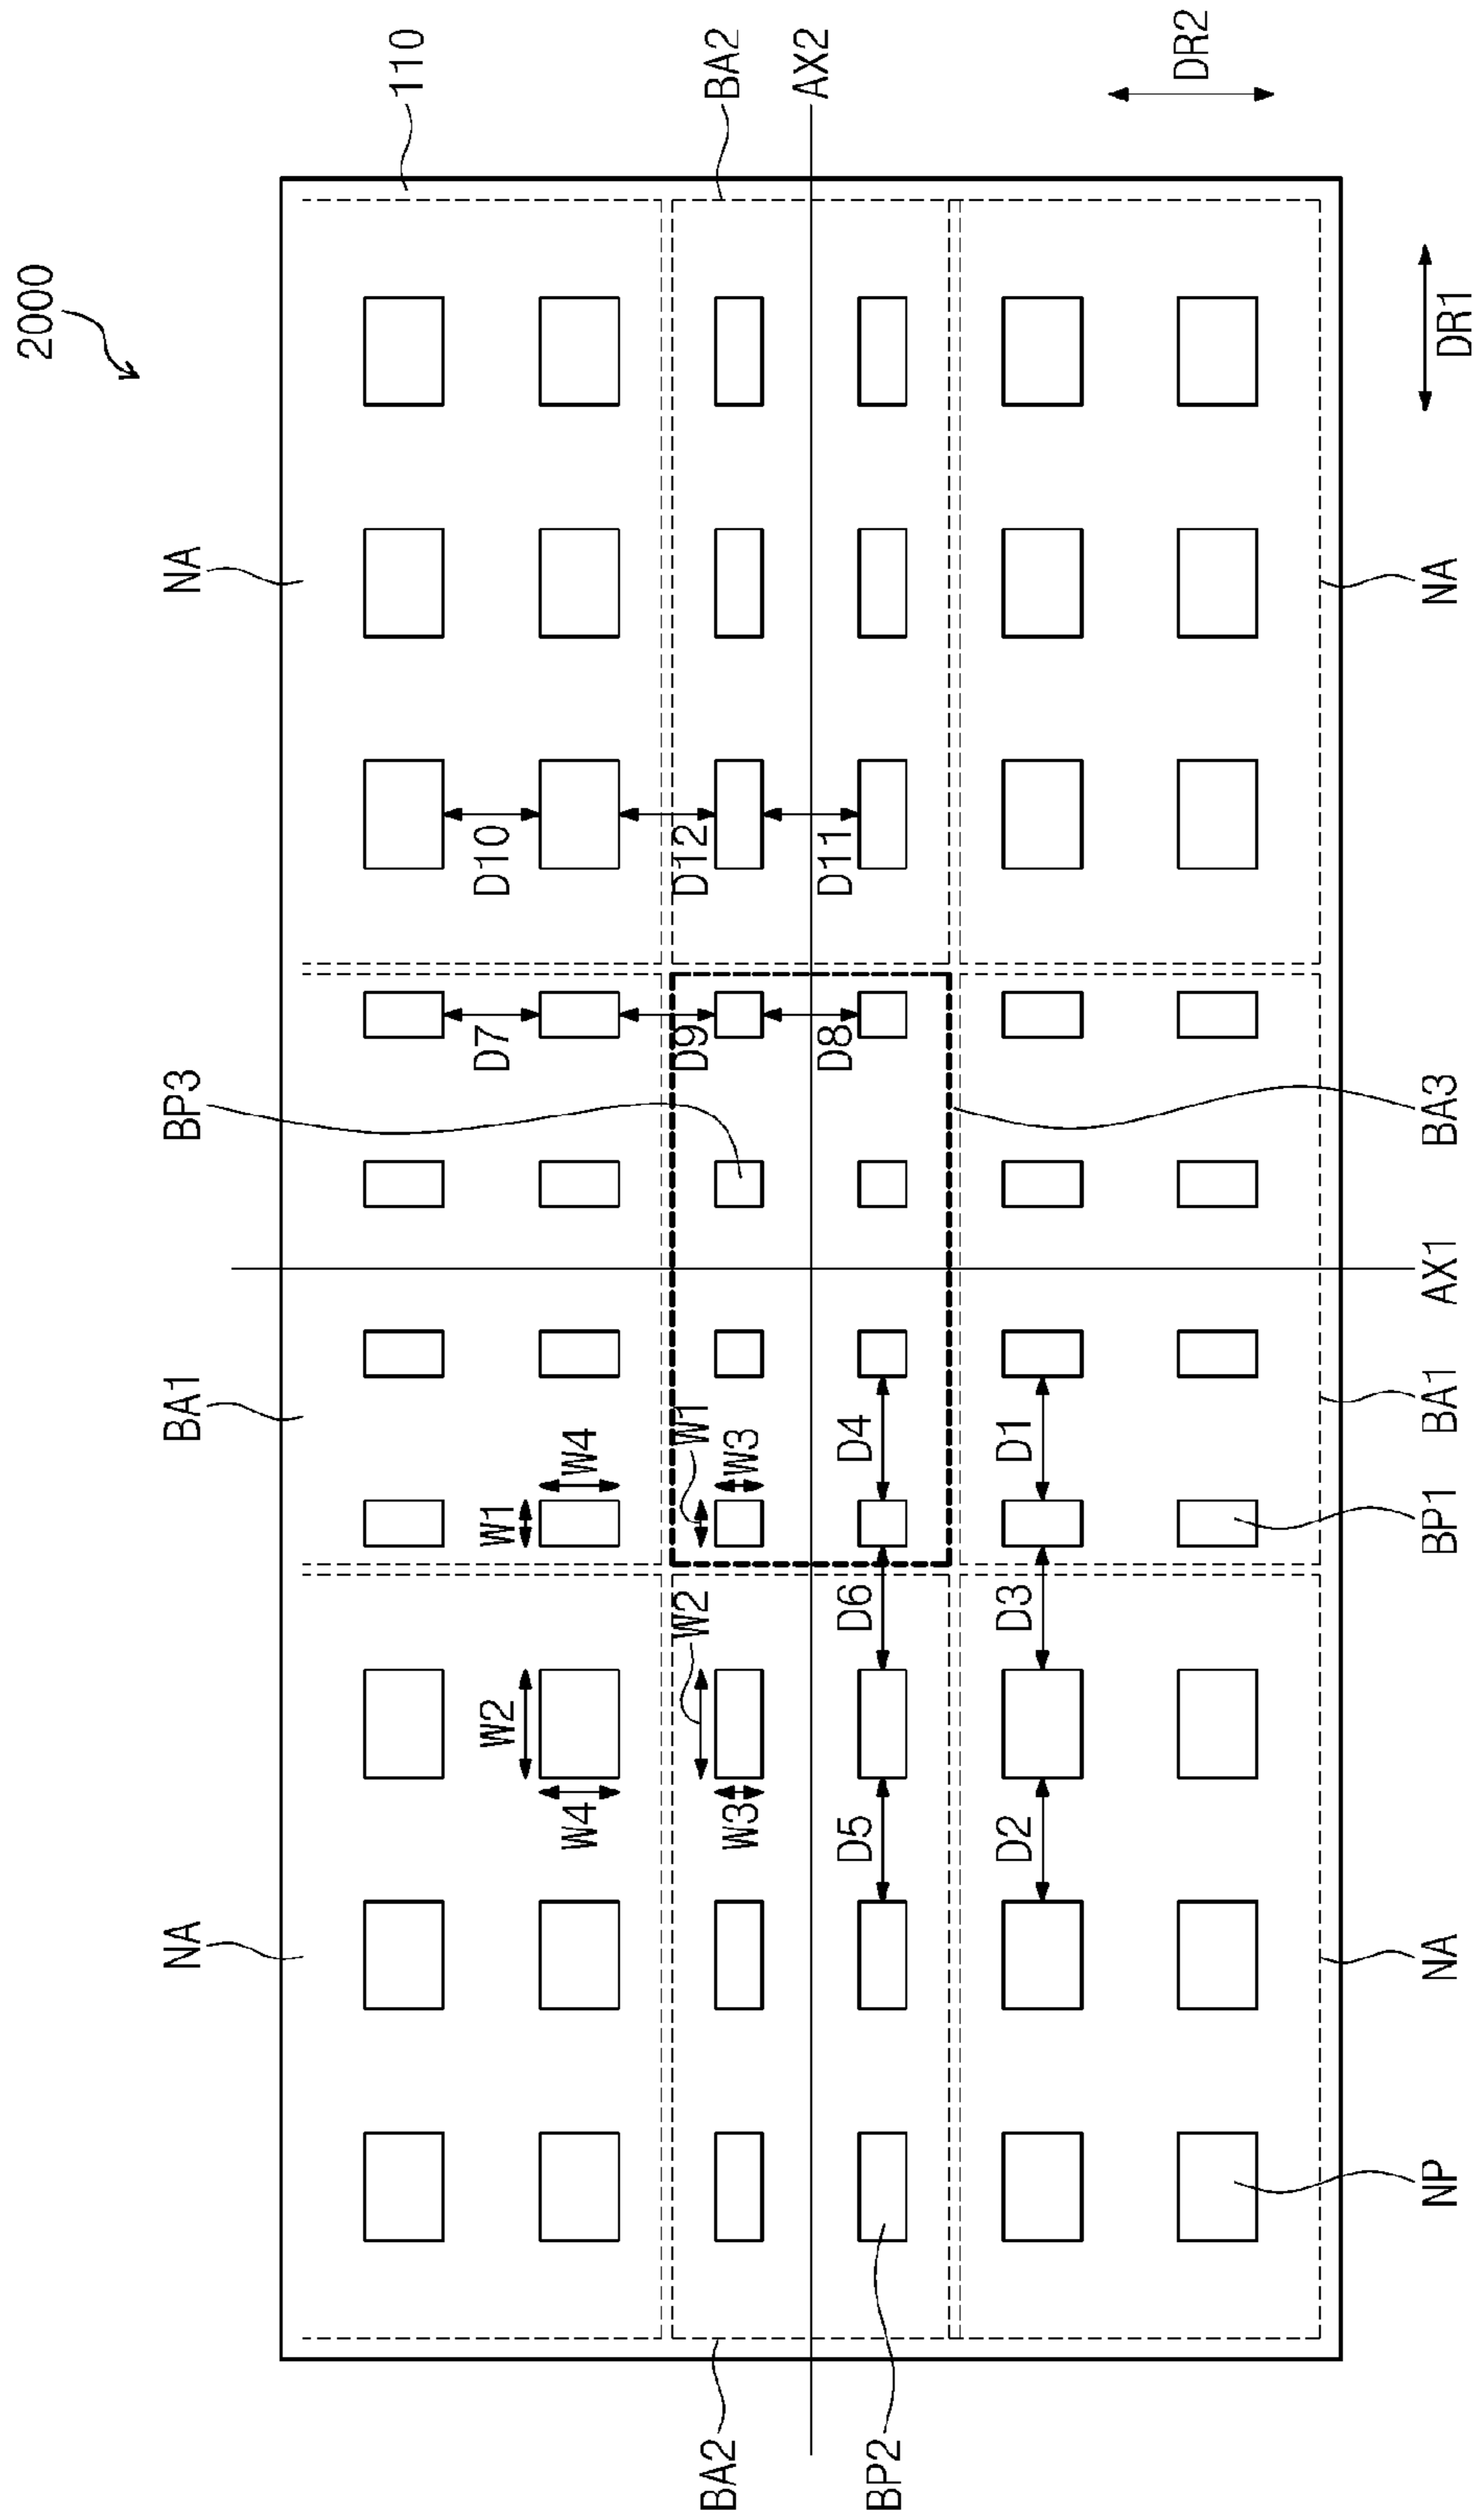 2000
110
BA2
AX2
DR2
NA
NA
DR1
D10
D12
D11
D7
D9
D8
BP3
BA3
AX1
BA1
BA1
W4
W1
W3
D4
D1
W1
BP1
W2
D6
D3
W2
W4
W3
D5
D2
NA
NA
NP
BA2
BP2